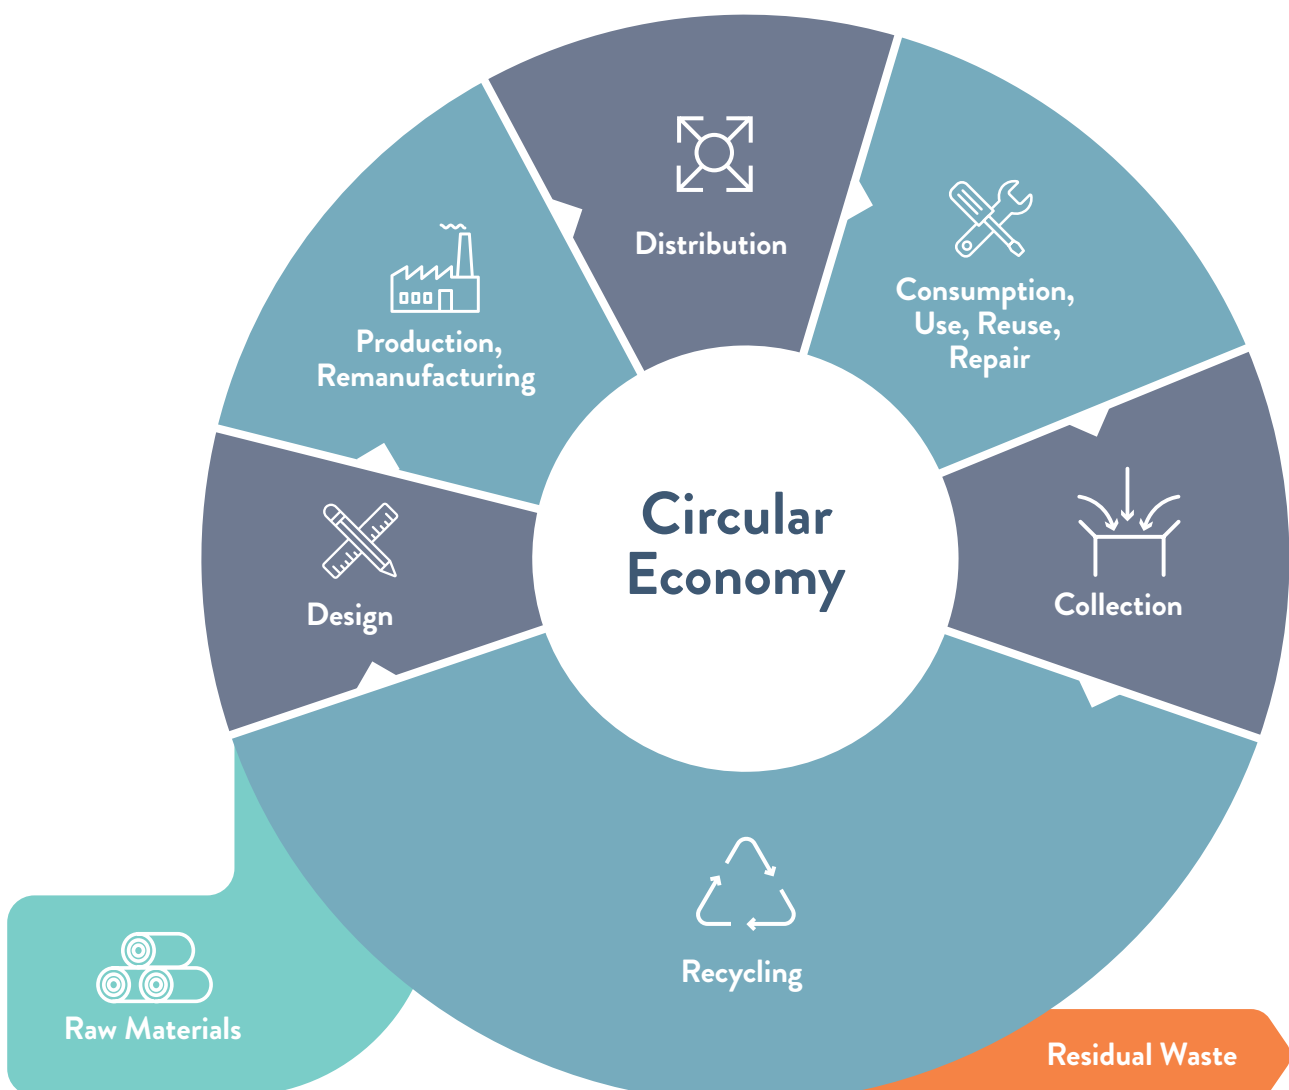 Distribution
Consumption,
Use, Reuse,
Repair
Production,
Remanufacturing
Circular
Economy
Design
Collection
Recycling
Raw Materials
Residual Waste